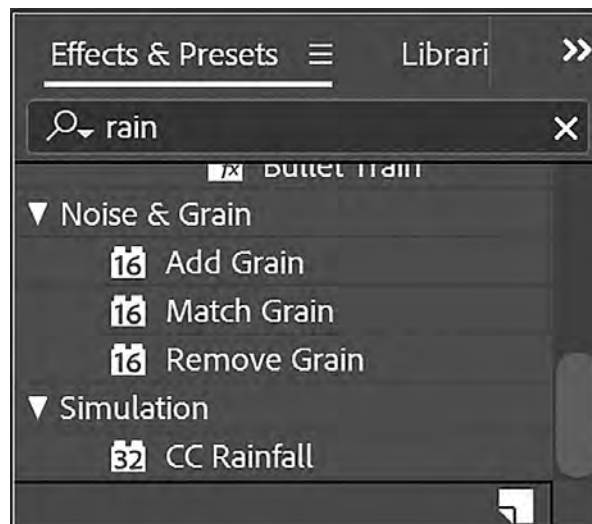 Effects & Presets Librari
rain
Bullet Train
Noise & Grain
16 Add Grain
16 Match Grain
16 Remove Grain
Simulation
32 CC Rainfall